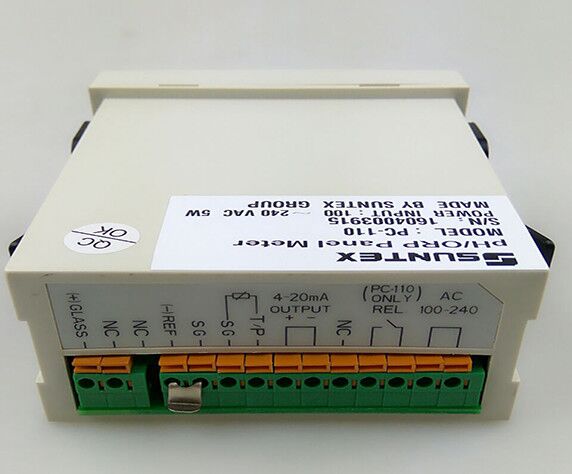 SUNTEX
pH/ORP Panel Meter
MODEL : PC-110
POWER INPUT : 100 ~ 240 VAC 5W
S/N : 1604003915
MADE BY SUNTEX GROUP
QC
OK
(+)GLASS
NC
NC
(-)REF
SG
SG
T/P
4-20mA
OUTPUT
+ -
NC
(PC-110
ONLY)
REL
AC
100-240